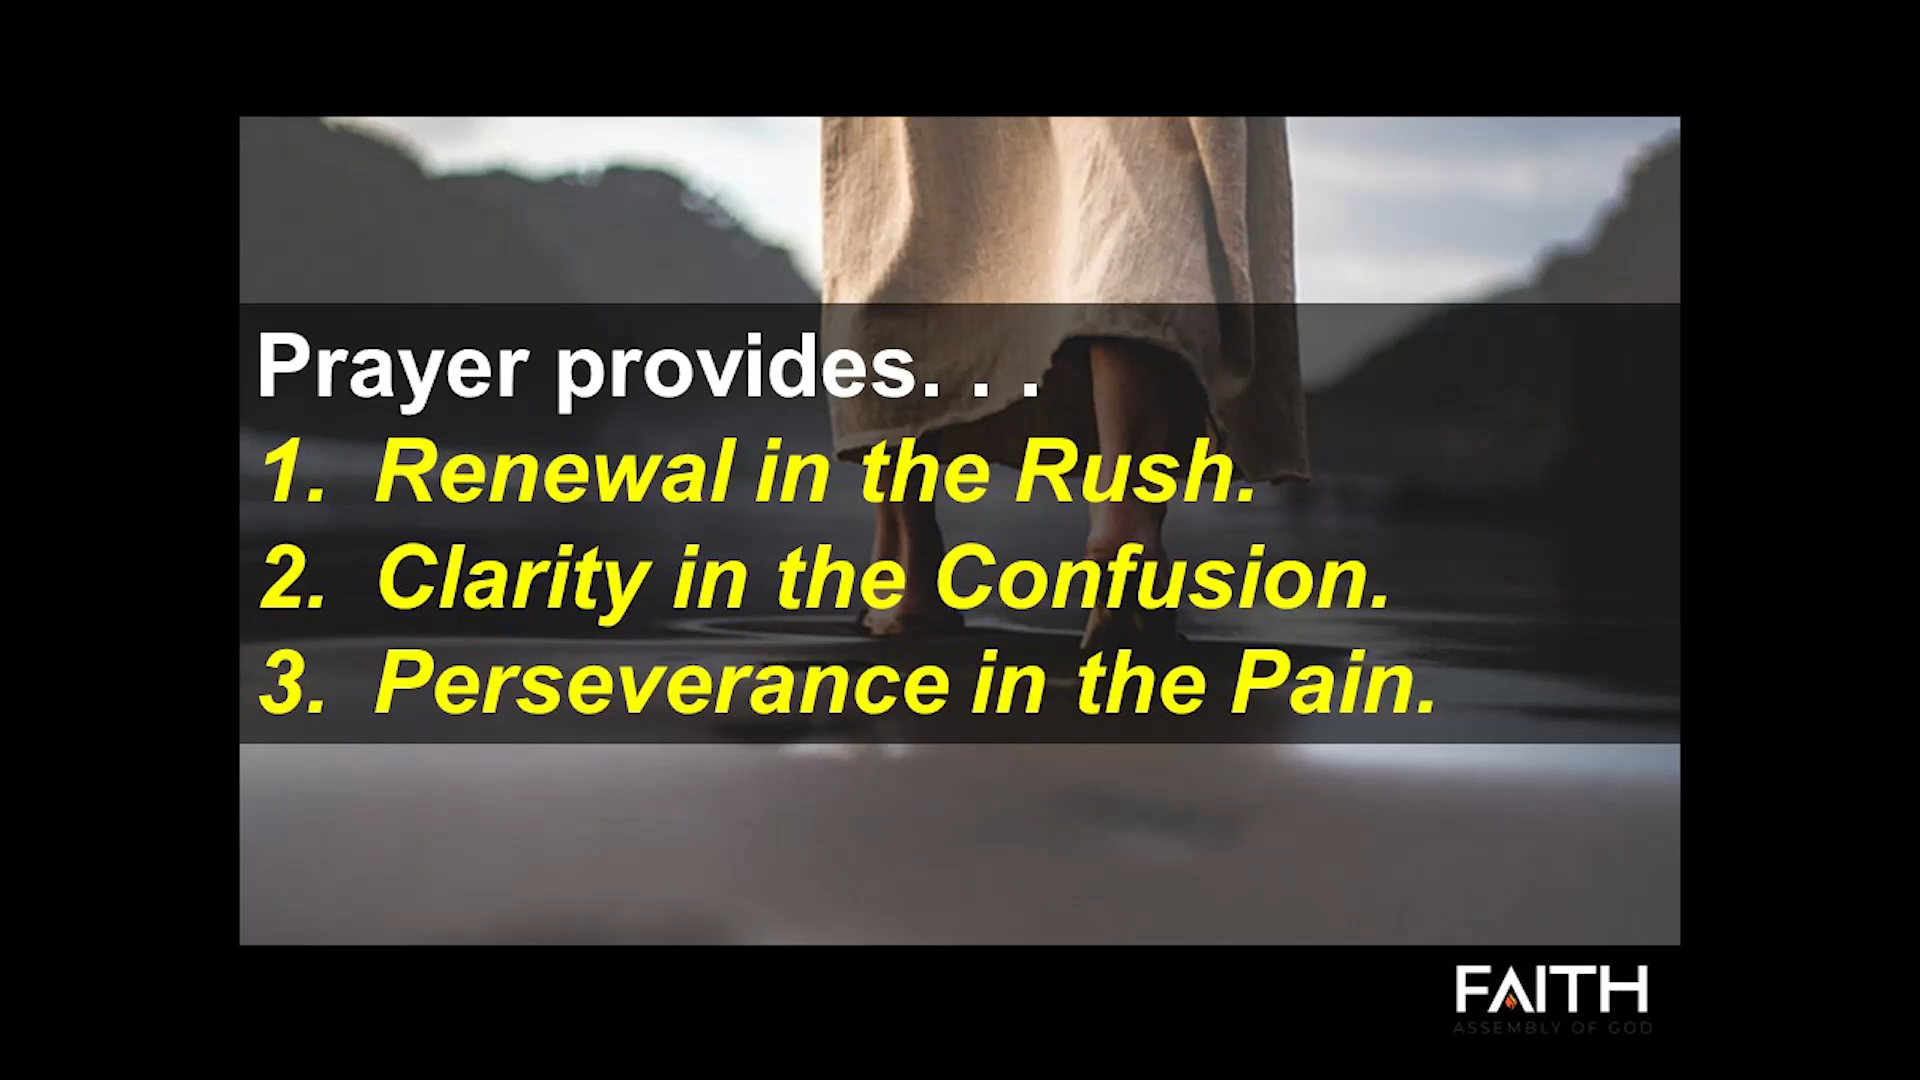 Prayer provides. . .
1. Renewal in the Rush.
2. Clarity in the Confusion.
3. Perseverance in the Pain.
FAITH
ASSEMBLY OF GOD